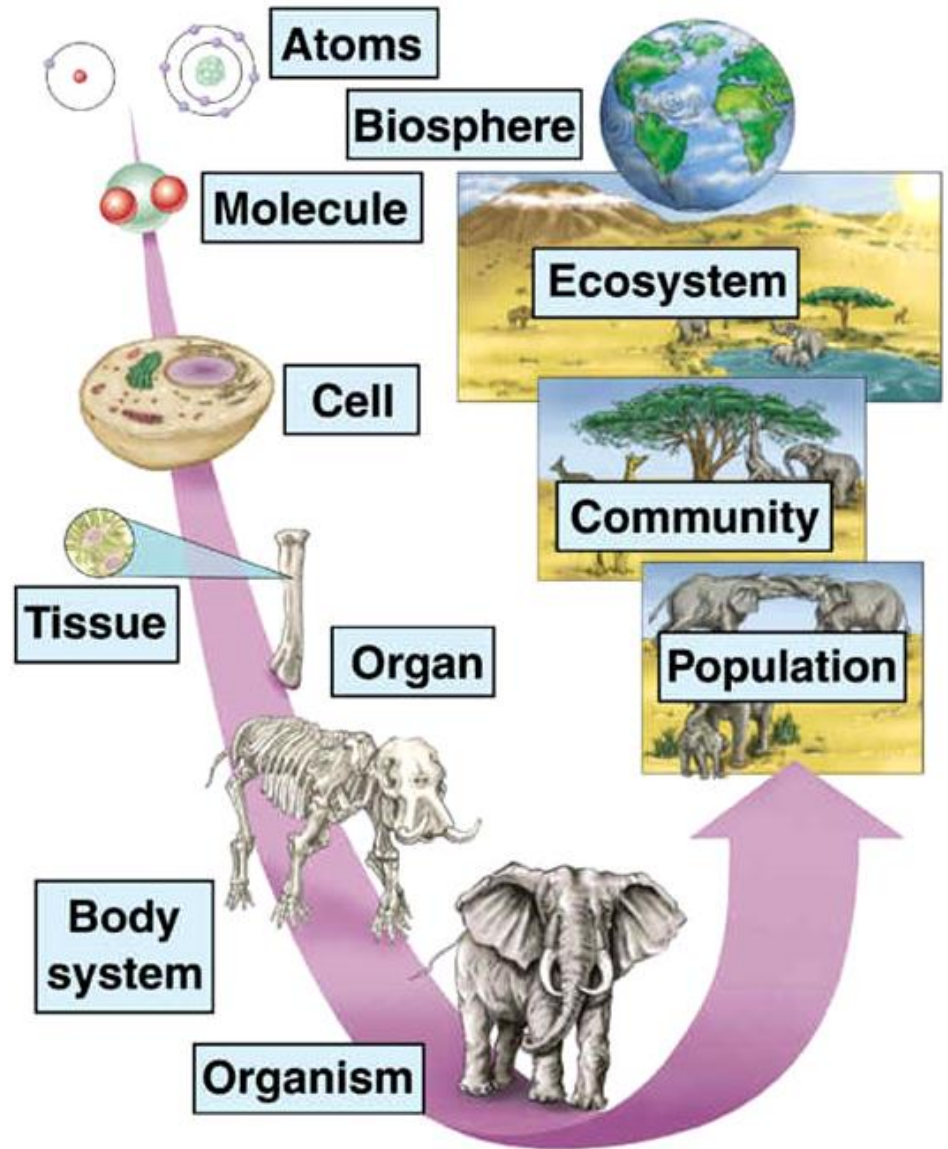 Atoms
Biosphere
Molecule
Ecosystem
Cell
Community
Tissue
Organ
Population
Body
system
Organism